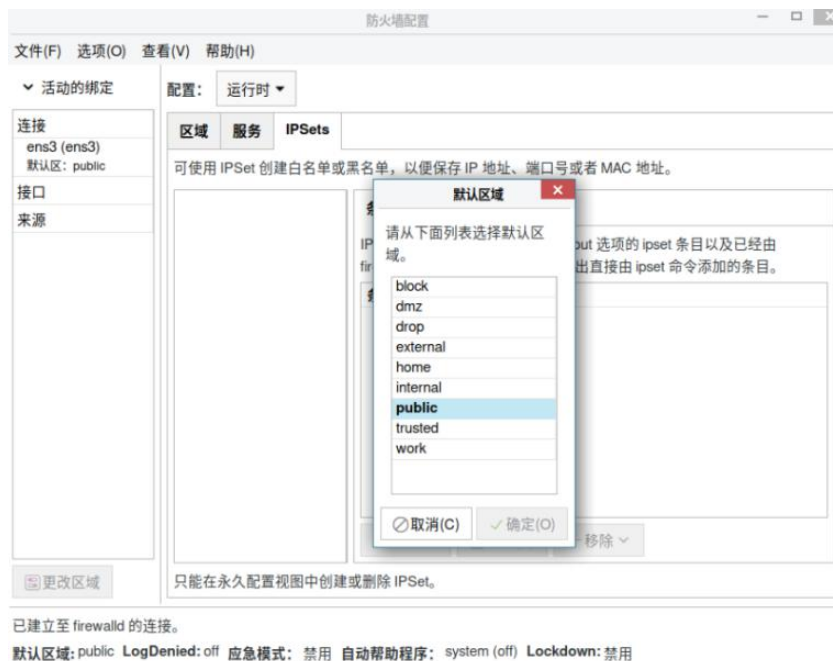 防火墙配置
文件(F) 选项(O) 查看(V) 帮助(H)
活动的绑定
配置： 运行时
连接
ens3 (ens3)
默认区：public
接口
来源
区域 服务 IPSets
可使用 IPSet 创建白名单或黑名单，以便保存 IP 地址、端口号或者 MAC 地址。
IP
put 选项的 ipset 条目以及已经由
出直接由 ipset 命令添加的条目。
默认区域
请从下面列表选择默认区
域。
block
dmz
drop
external
home
internal
public
trusted
work
取消(C) 确定(O)
移除
更改区域
只能在永久配置视图中创建或删除 IPSet。
已建立至 firewalld 的连接。
默认区域: public LogDenied: off 应急模式： 禁用 自动帮助程序： system (off) Lockdown: 禁用